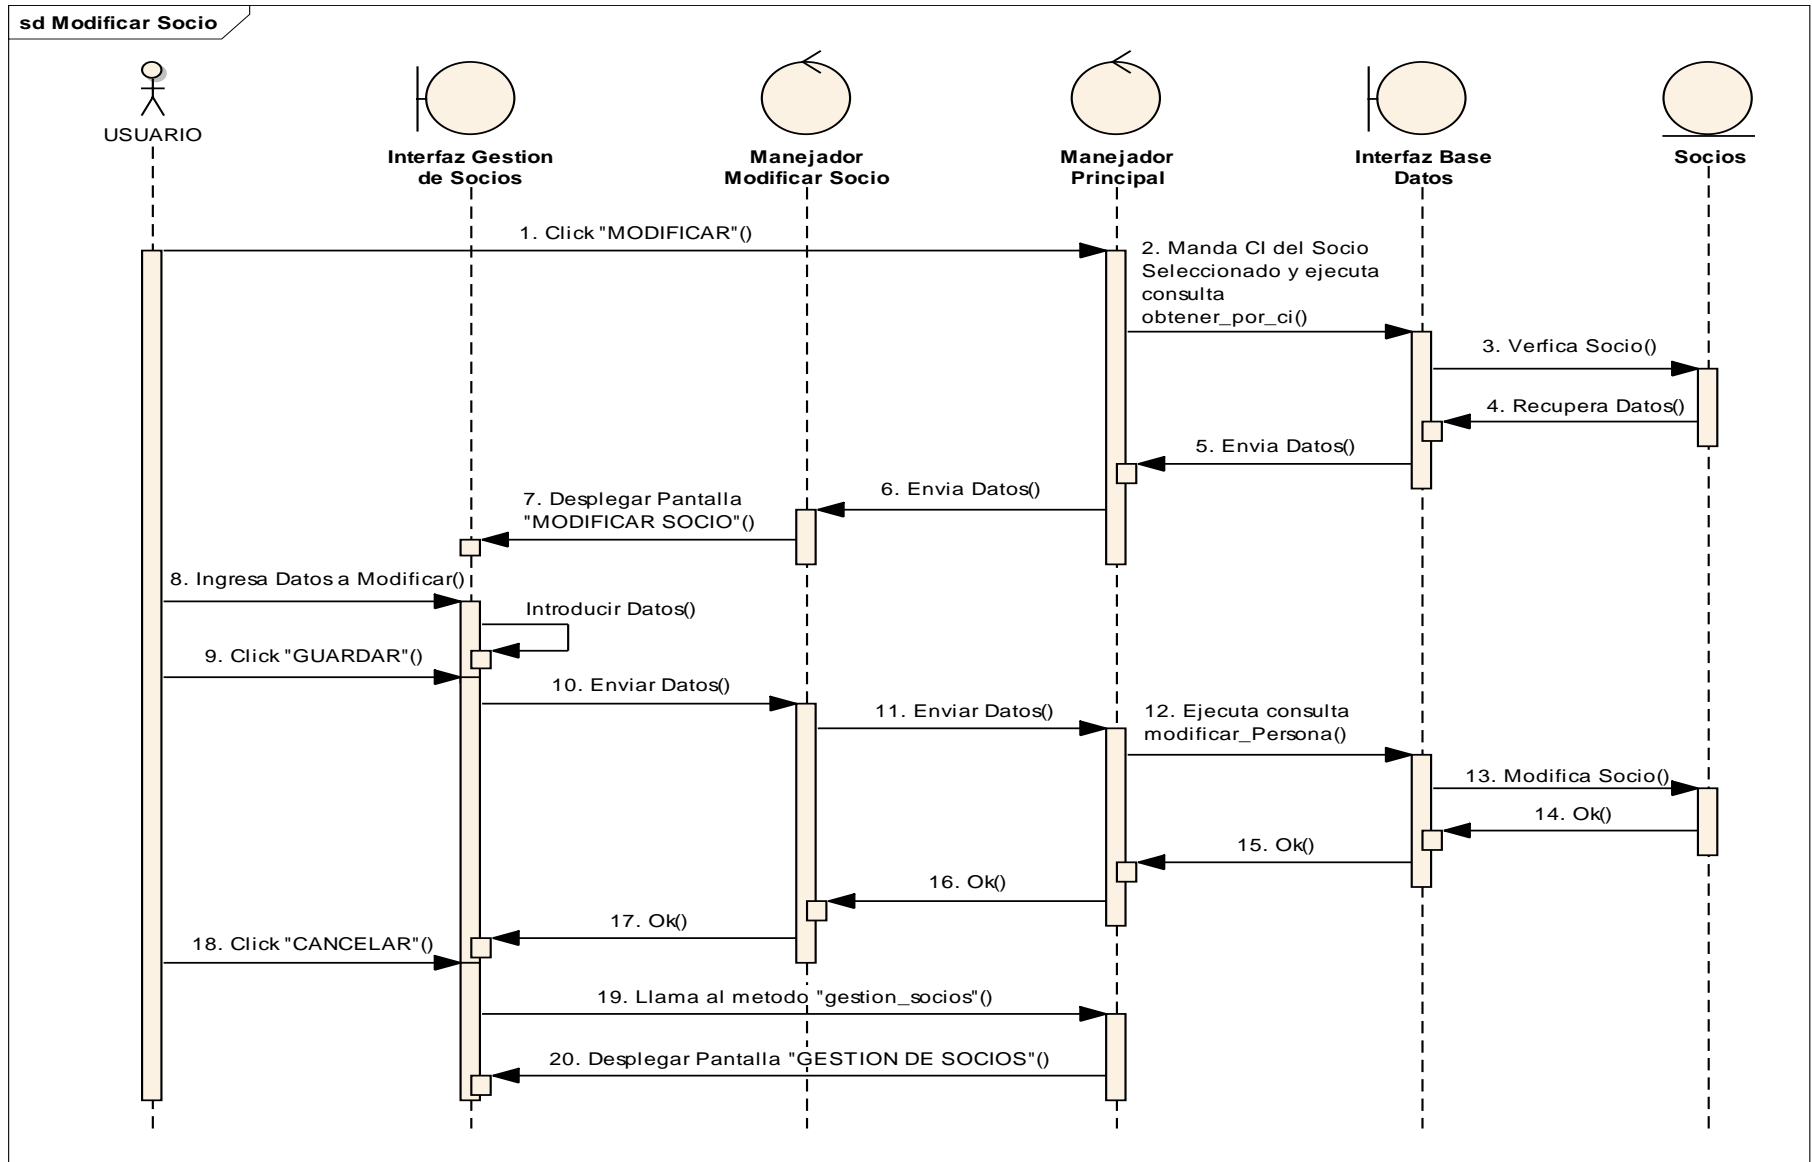 sd Modificar Socio
USUARIO
Interfaz Gestion
de Socios
Manejador
Modificar Socio
Manejador
Principal
Interfaz Base
Datos
Socios
1. Click "MODIFICAR"()
2. Manda CI del Socio
Seleccionado y ejecuta
consulta
obtener_por_ci()
3. Verfica Socio()
4. Recupera Datos()
5. Envia Datos()
6. Envia Datos()
7. Desplegar Pantalla
"MODIFICAR SOCIO"()
8. Ingresa Datos a Modificar()
Introducir Datos()
9. Click "GUARDAR"()
10. Enviar Datos()
11. Enviar Datos()
12. Ejecuta consulta
modificar_Persona()
13. Modifica Socio()
14. Ok()
15. Ok()
16. Ok()
17. Ok()
18. Click "CANCELAR"()
19. Llama al metodo "gestion_socios"()
20. Desplegar Pantalla "GESTION DE SOCIOS"()